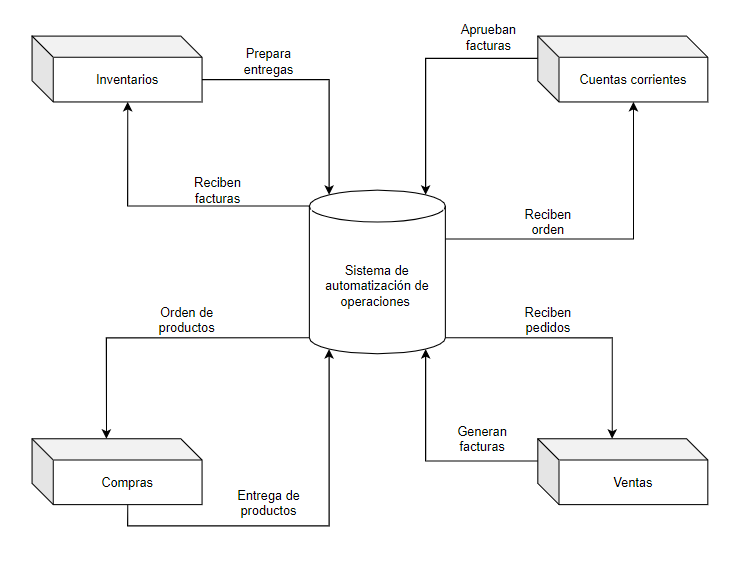 Prepara
entregas
Aprueban
facturas
Inventarios
Cuentas corrientes
Reciben
facturas
Reciben
orden
Sistema de
automatización de
operaciones
Orden de
productos
Reciben
pedidos
Generan
facturas
Compras
Ventas
Entrega de
productos